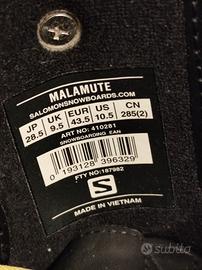 MALAMUTE
SALOMONSNOWBOARDS.COM
JP UK EUR US CN
28.5 9.5 43.5 10.5 285(2)
ART NO: 410281
SNOWBOARDING EAN
0 193128 396329
FTY NO: 187982
S
MADE IN VIETNAM
subito